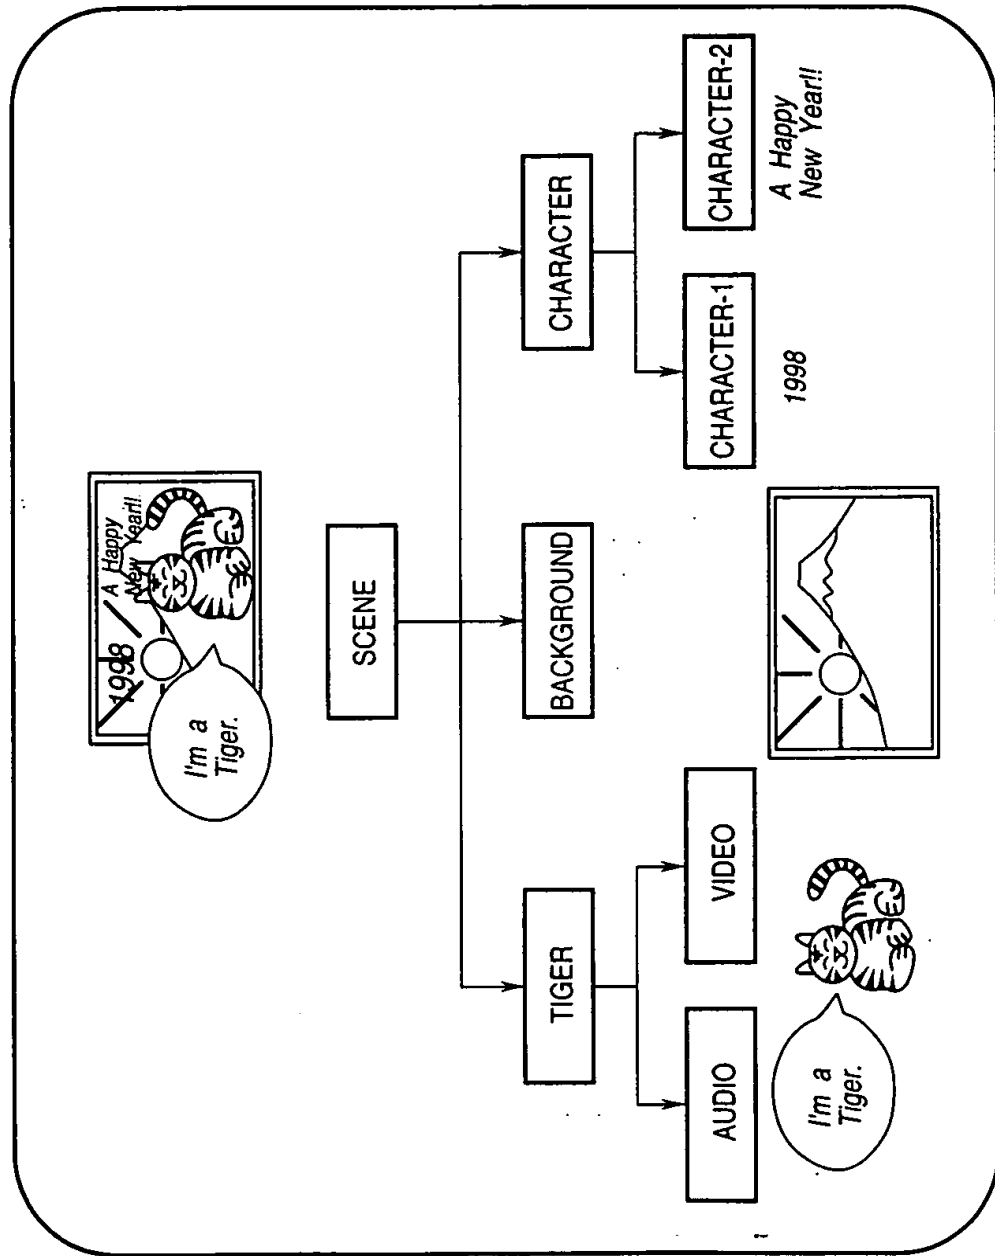 1998
A Happy
New Year!!
I'm a
Tiger.
SCENE
TIGER
BACKGROUND
CHARACTER
AUDIO
VIDEO
CHARACTER-1
CHARACTER-2
I'm a
Tiger.
1998
A Happy
New Year!!